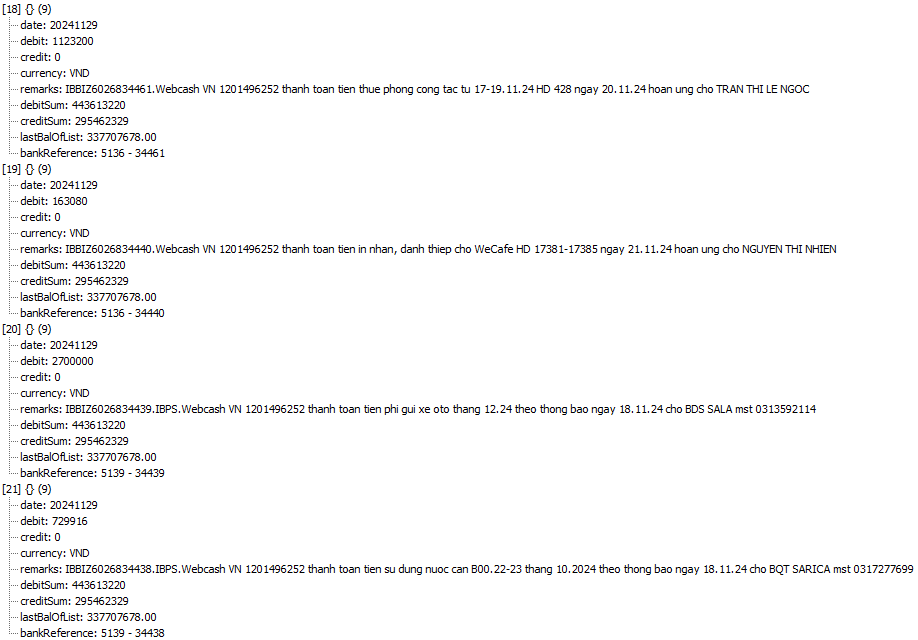 [18] {} (9)
date: 20241129
debit: 1123200
credit: 0
currency: VND
remarks: IBBIZ6026834461.Webcash VN 1201496252 thanh toan tien thue phong cong tac tu 17-19.11.24 HD 428 ngay 20.11.24 hoan ung cho TRAN THI LE NGOC
debitSum: 443613220
creditSum: 295462329
lastBalOfList: 337707678.00
bankReference: 5136 - 34461
[19] {} (9)
date: 20241129
debit: 163080
credit: 0
currency: VND
remarks: IBBIZ6026834440.Webcash VN 1201496252 thanh toan tien in nhan, danh thiep cho WeCafe HD 17381-17385 ngay 21.11.24 hoan ung cho NGUYEN THI NHIEN
debitSum: 443613220
creditSum: 295462329
lastBalOfList: 337707678.00
bankReference: 5136 - 34440
[20] {} (9)
date: 20241129
debit: 2700000
credit: 0
currency: VND
remarks: IBBIZ6026834439.IBPS.Webcash VN 1201496252 thanh toan tien phi gui xe oto thang 12.24 theo thong bao ngay 18.11.24 cho BDS SALA mst 0313592114
debitSum: 443613220
creditSum: 295462329
lastBalOfList: 337707678.00
bankReference: 5139 - 34439
[21] {} (9)
date: 20241129
debit: 729916
credit: 0
currency: VND
remarks: IBBIZ6026834438.IBPS.Webcash VN 1201496252 thanh toan tien su dung nuoc can B00.22-23 thang 10.2024 theo thong bao ngay 18.11.24 cho BQT SARICA mst 0317277699
debitSum: 443613220
creditSum: 295462329
lastBalOfList: 337707678.00
bankReference: 5139 - 34438